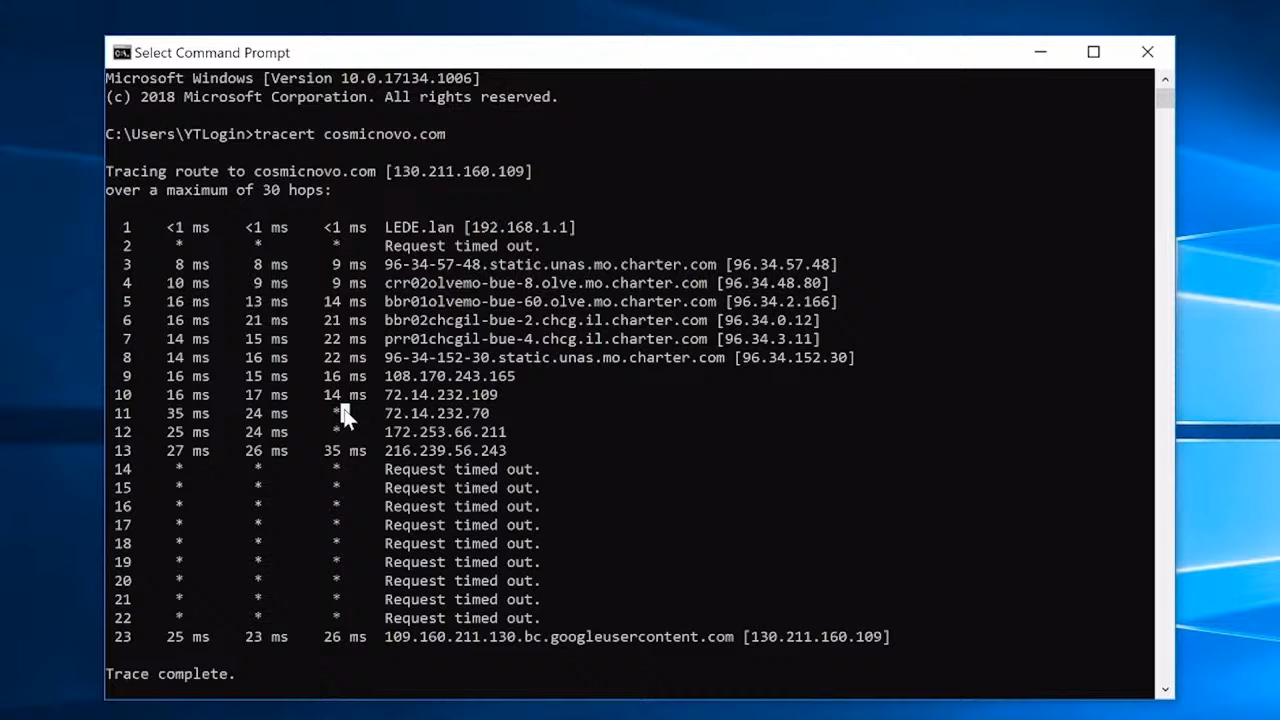 Select Command Prompt
Microsoft Windows [Version 10.0.17134.1006]
(c) 2018 Microsoft Corporation. All rights reserved.
C:\Users\YTLogin>tracert cosmicnovo.com
Tracing route to cosmicnovo.com [130.211.160.109]
over a maximum of 30 hops:
1 <1 ms <1 ms <1 ms LEDE.lan [192.168.1.1]
2 * * * Request timed out.
3 8 ms 8 ms 9 ms 96-34-57-48.static.unas.mo.charter.com [96.34.57.48]
4 10 ms 9 ms 9 ms crr02olvemo-bue-8.olve.mo.charter.com [96.34.48.80]
5 16 ms 13 ms 14 ms bbr01olvemo-bue-60.olve.mo.charter.com [96.34.2.166]
6 16 ms 21 ms 21 ms bbr02chcgil-bue-2.chcg.il.charter.com [96.34.0.12]
7 14 ms 15 ms 22 ms prr01chcgil-bue-4.chcg.il.charter.com [96.34.3.11]
8 14 ms 16 ms 22 ms 96-34-152-30.static.unas.mo.charter.com [96.34.152.30]
9 16 ms 15 ms 16 ms 108.170.243.165
10 16 ms 17 ms 14 ms 72.14.232.109
11 35 ms 24 ms * 72.14.232.70
12 25 ms 24 ms * 172.253.66.211
13 27 ms 26 ms 35 ms 216.239.56.243
14 * * * Request timed out.
15 * * * Request timed out.
16 * * * Request timed out.
17 * * * Request timed out.
18 * * * Request timed out.
19 * * * Request timed out.
20 * * * Request timed out.
21 * * * Request timed out.
22 * * * Request timed out.
23 25 ms 23 ms 26 ms 109.160.211.130.bc.googleusercontent.com [130.211.160.109]
Trace complete.